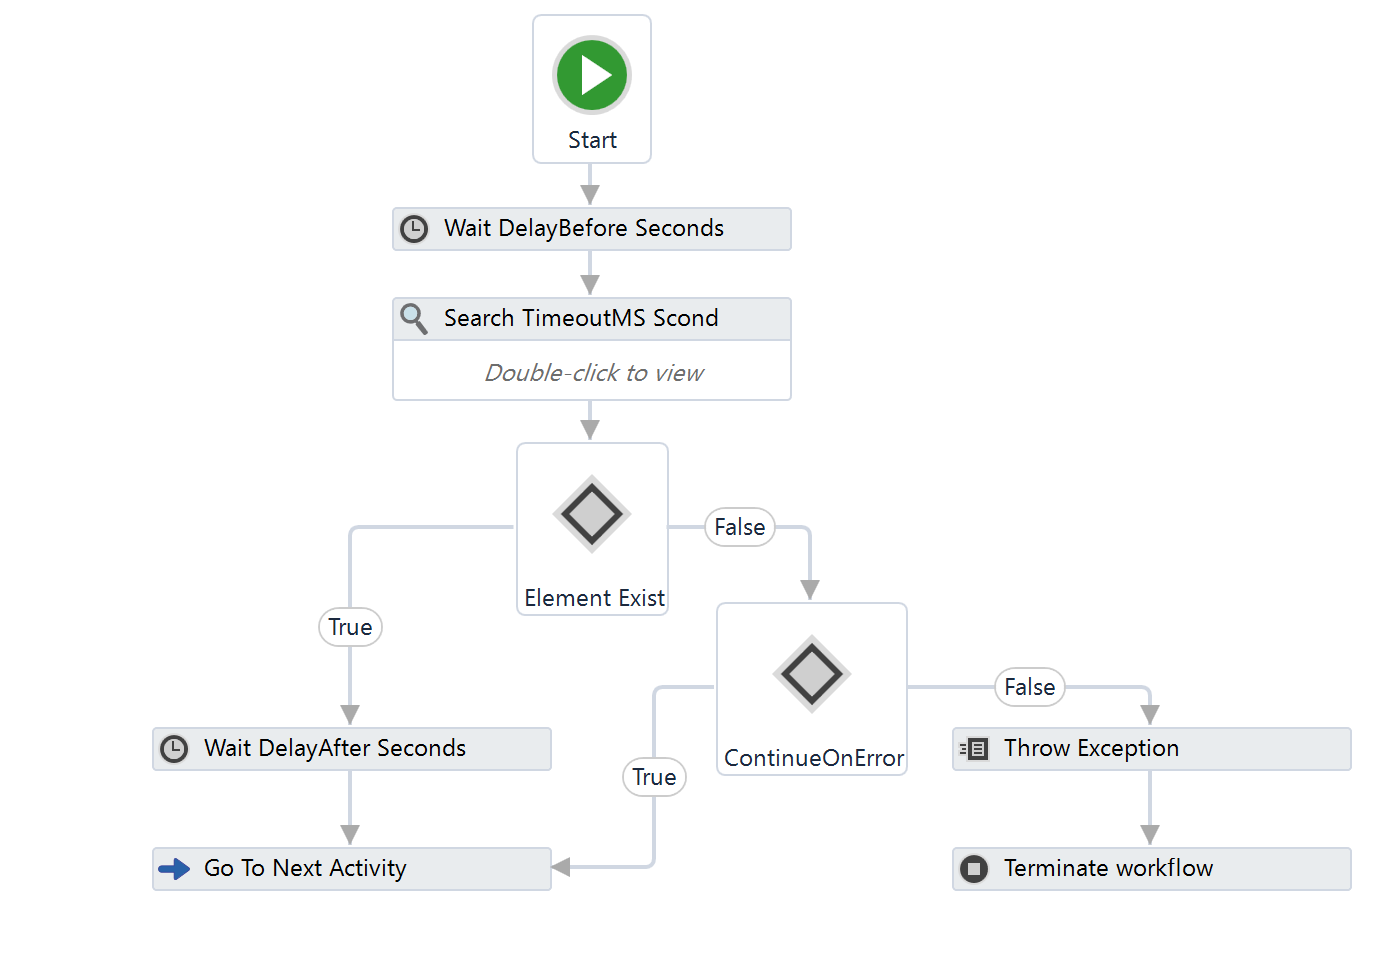 Start
Wait DelayBefore Seconds
Search TimeoutMS Scond
Double-click to view
Element Exist
False
True
ContinueOnError
False
True
Wait DelayAfter Seconds
Throw Exception
Go To Next Activity
Terminate workflow